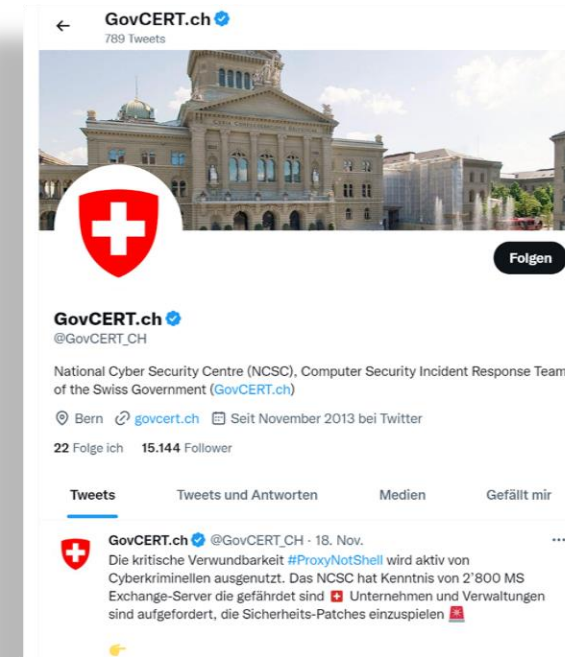 GovCERT.ch
789 Tweets
CVRIA CONFOEDERATIONIS HELVETICAE
Folgen
GovCERT.ch
@GovCERT_CH
National Cyber Security Centre (NCSC), Computer Security Incident Response Team
of the Swiss Government (GovCERT.ch)
Bern govcert.ch Seit November 2013 bei Twitter
22 Folge ich 15.144 Follower
Tweets Tweets und Antworten Medien Gefällt mir
GovCERT.ch @GovCERT_CH · 18. Nov. ···
Die kritische Verwundbarkeit #ProxyNotShell wird aktiv von
Cyberkriminellen ausgenutzt. Das NCSC hat Kenntnis von 2'800 MS
Exchange-Server die gefährdet sind 🇨🇭 Unternehmen und Verwaltungen
sind aufgefordert, die Sicherheits-Patches einzuspielen 🚨
👉